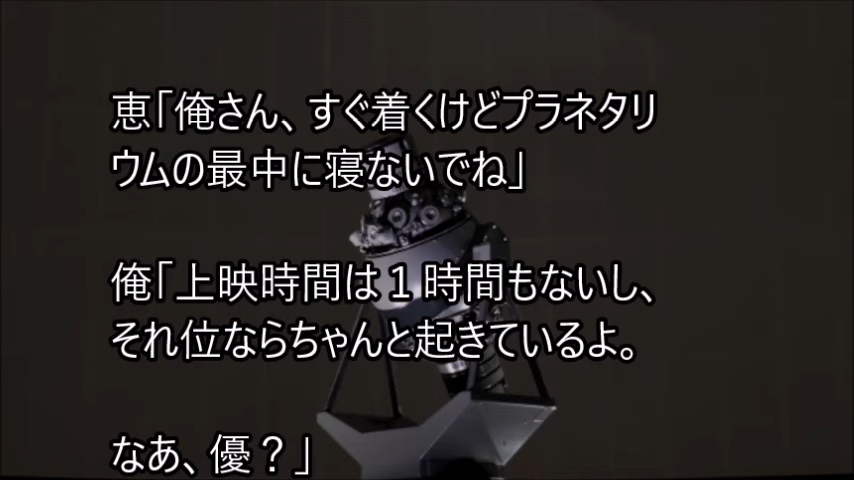 恵「俺さん、すぐ着くけどプラネタリ
ウムの最中に寝ないでね」
俺「上映時間は１時間もないし、
それ位ならちゃんと起きているよ。
なあ、優？」